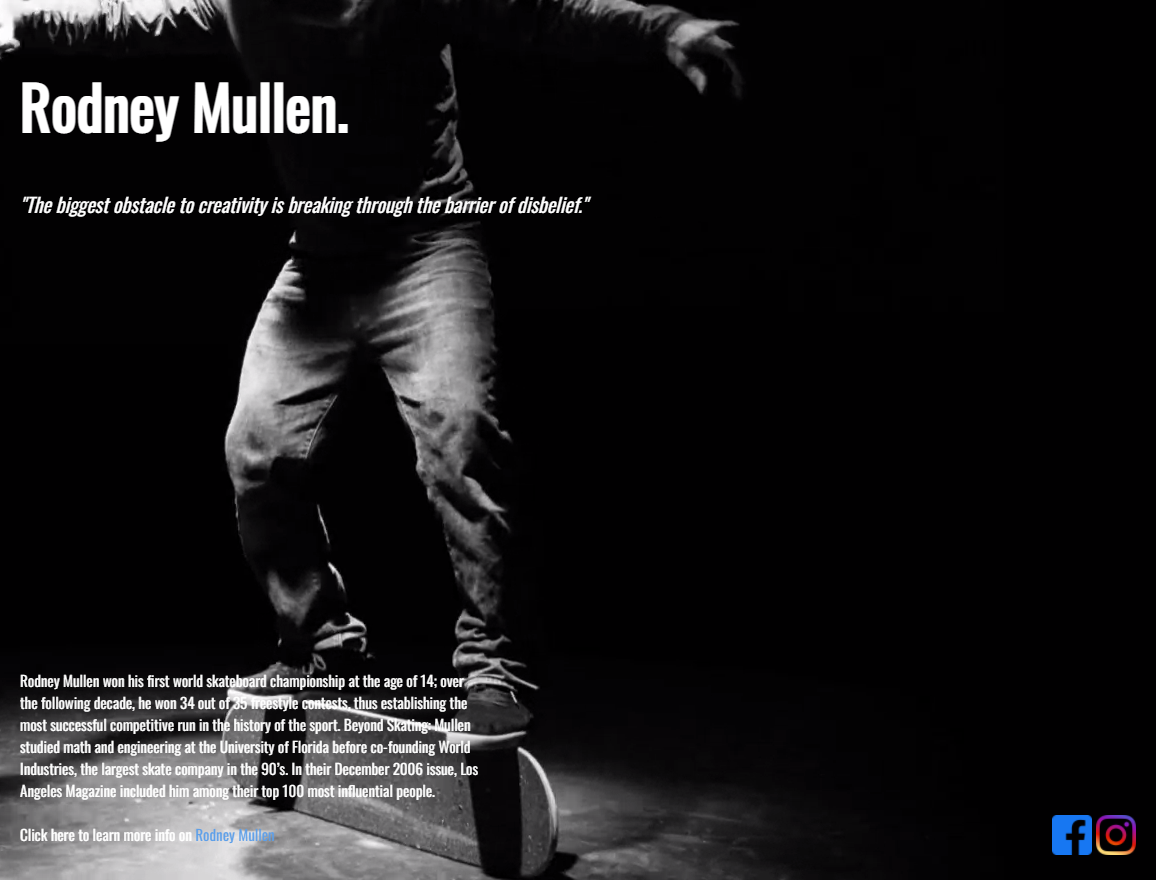 Rodney Mullen.
"The biggest obstacle to creativity is breaking through the barrier of disbelief."
Rodney Mullen won his first world skateboard championship at the age of 14; over
the following decade, he won 34 out of 35 freestyle contests, thus establishing the
most successful competitive run in the history of the sport. Beyond Skating: Mullen
studied math and engineering at the University of Florida before co-founding World
Industries, the largest skate company in the 90's. In their December 2006 issue, Los
Angeles Magazine included him among their top 100 most influential people.
Click here to learn more info on Rodney Mullen.